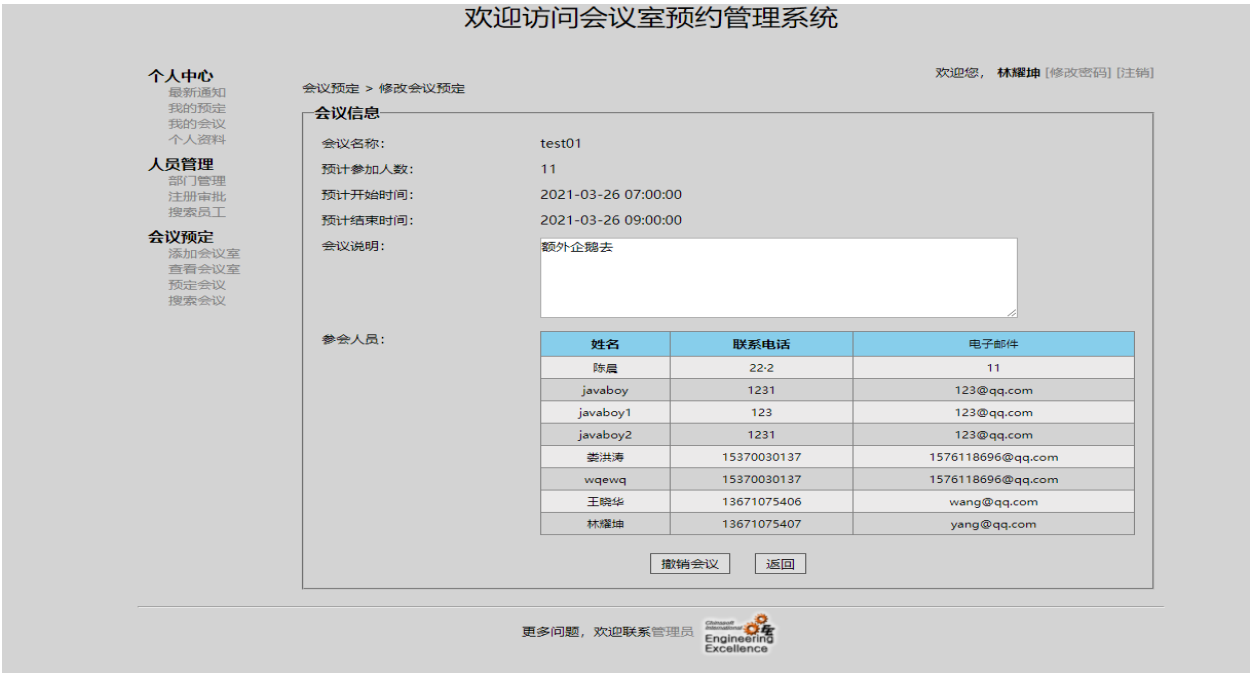 欢迎访问会议室预约管理系统
欢迎您, 林耀坤 [修改密码] [注销]
个人中心
最新通知
我的预定
我的会议
个人资料
人员管理
部门管理
注册审批
搜索员工
会议预定
添加会议室
查看会议室
预定会议
搜索会议
会议预定 > 修改会议预定
会议信息
会议名称: test01
预计参加人数: 11
预计开始时间: 2021-03-26 07:00:00
预计结束时间: 2021-03-26 09:00:00
会议说明: 额外企鹅去
参会人员:
姓名 联系电话 电子邮件
陈晨 22-2 11
javaboy 1231 123@qq.com
javaboy1 123 123@qq.com
javaboy2 1231 123@qq.com
娄洪涛 15370030137 1576118696@qq.com
wqewq 15370030137 1576118696@qq.com
王晓华 13671075406 wang@qq.com
林耀坤 13671075407 yang@qq.com
撤销会议 返回
更多问题, 欢迎联系管理员
Chinasoft
International
Engineering
Excellence